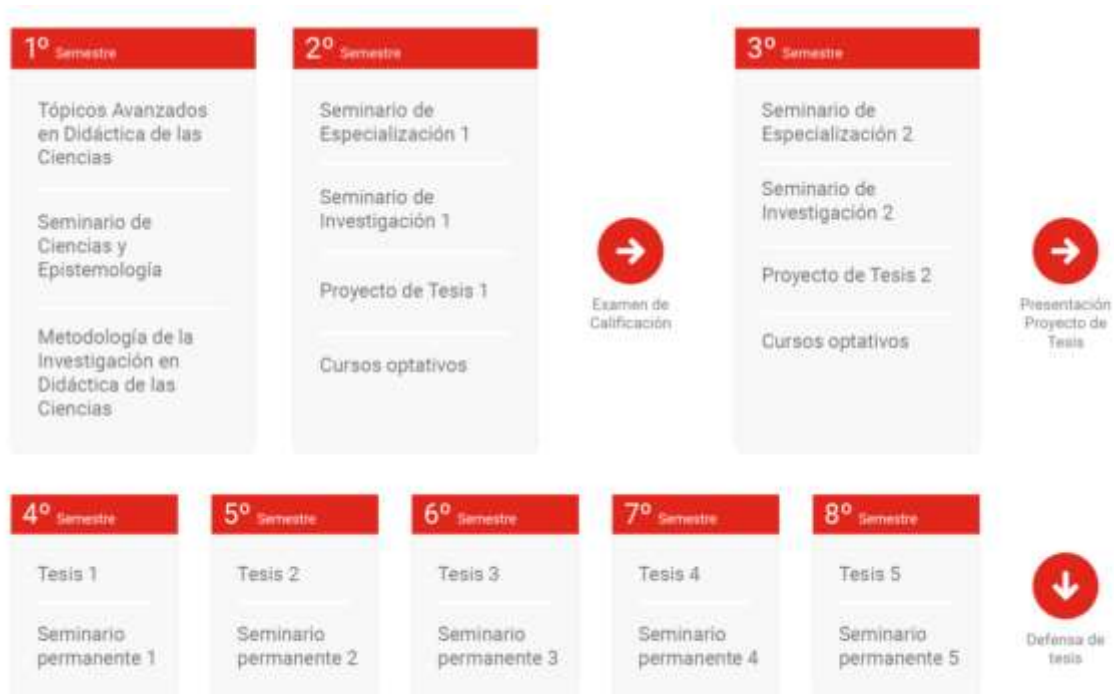 1º Semestre
Tópicos Avanzados
en Didáctica de las
Ciencias
Seminario de
Ciencias y
Epistemología
Metodología de la
Investigación en
Didáctica de las
Ciencias
2º Semestre
Seminario de
Especialización 1
Seminario de
Investigación 1
Proyecto de Tesis 1
Cursos optativos
Examen de
Calificación
3º Semestre
Seminario de
Especialización 2
Seminario de
Investigación 2
Proyecto de Tesis 2
Cursos optativos
Presentación
Proyecto de
Tesis
4º Semestre
Tesis 1
Seminario
permanente 1
5º Semestre
Tesis 2
Seminario
permanente 2
6º Semestre
Tesis 3
Seminario
permanente 3
7º Semestre
Tesis 4
Seminario
permanente 4
8º Semestre
Tesis 5
Seminario
permanente 5
Defensa de
tesis